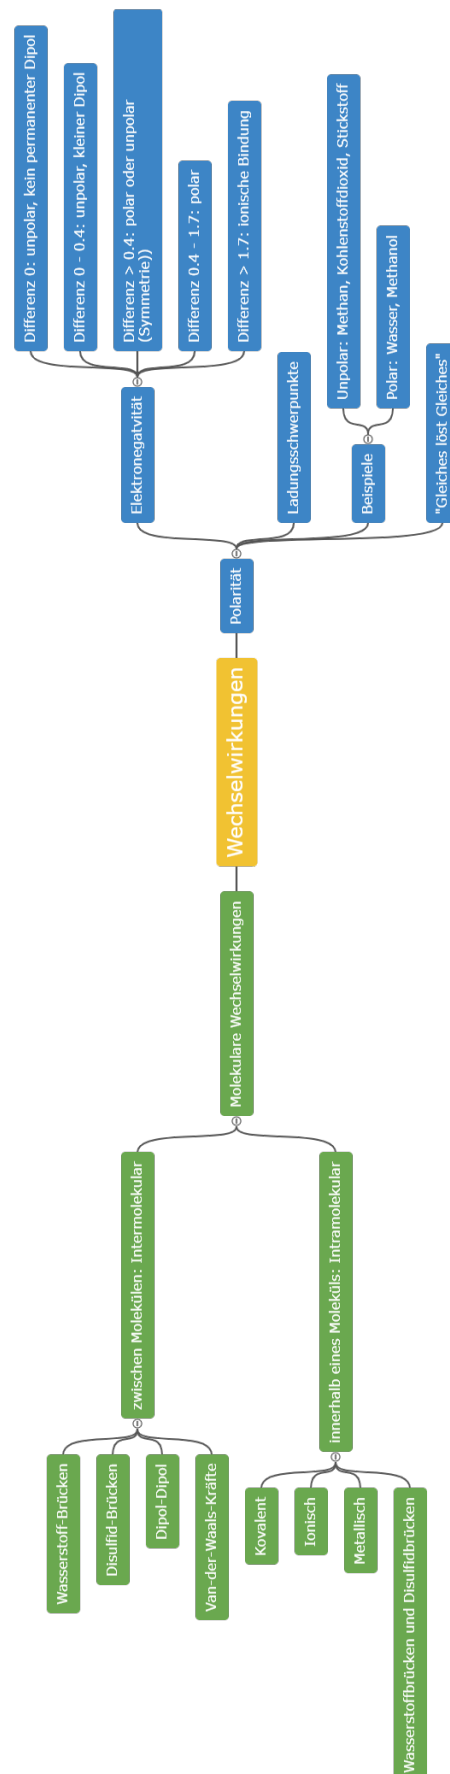 Wechselwirkungen
Polarität
Elektronegatvität
Differenz 0: unpolar, kein permanenter Dipol
Differenz 0 - 0.4: unpolar, kleiner Dipol
Differenz > 0.4: polar oder unpolar
(Symmetrie))
Differenz 0.4 - 1.7: polar
Differenz > 1.7: ionische Bindung
Ladungsschwerpunkte
Beispiele
Unpolar: Methan, Kohlenstoffdioxid, Stickstoff
Polar: Wasser, Methanol
"Gleiches löst Gleiches"
Molekulare Wechselwirkungen
zwischen Molekülen: Intermolekular
Wasserstoff-Brücken
Disulfid-Brücken
Dipol-Dipol
Van-der-Waals-Kräfte
innerhalb eines Moleküls: Intramolekular
Kovalent
Ionisch
Metallisch
Wasserstoffbrücken und Disulfidbrücken